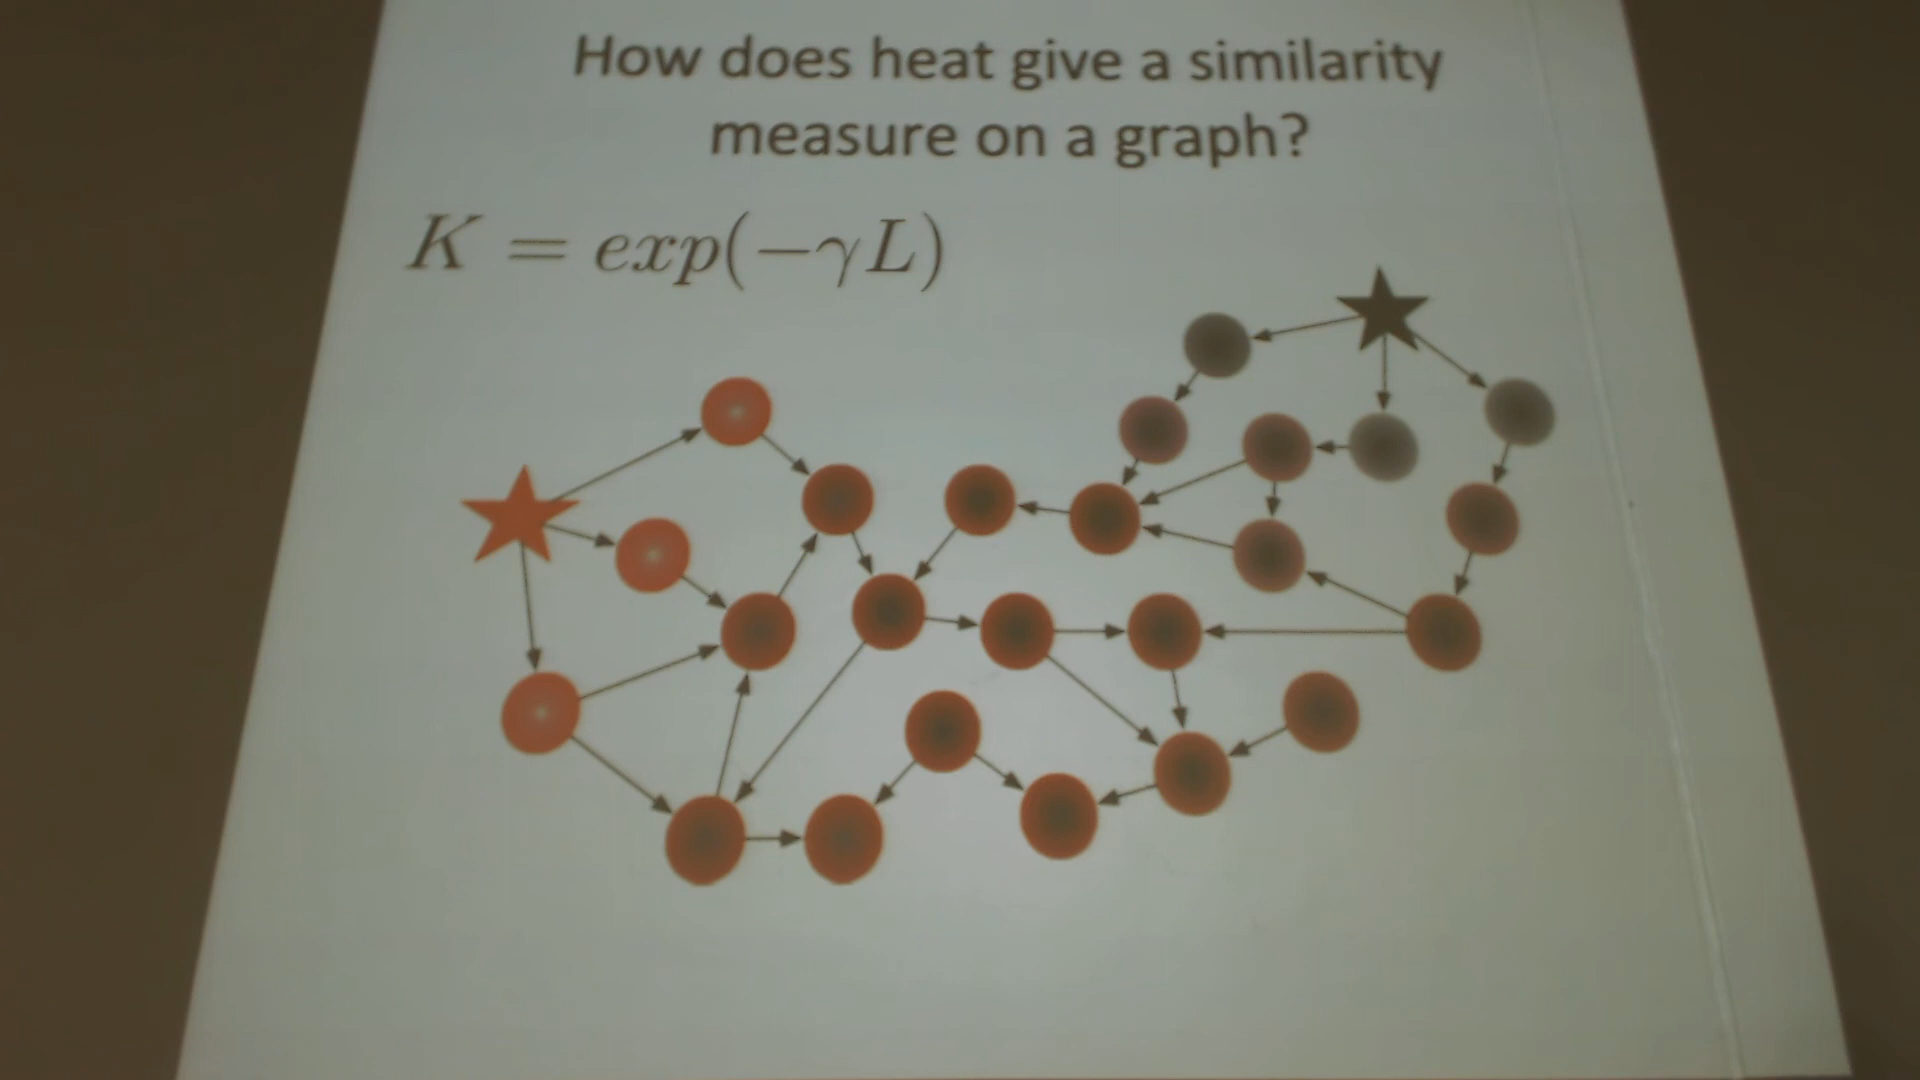 How does heat give a similarity
measure on a graph?
K = exp(−γL)